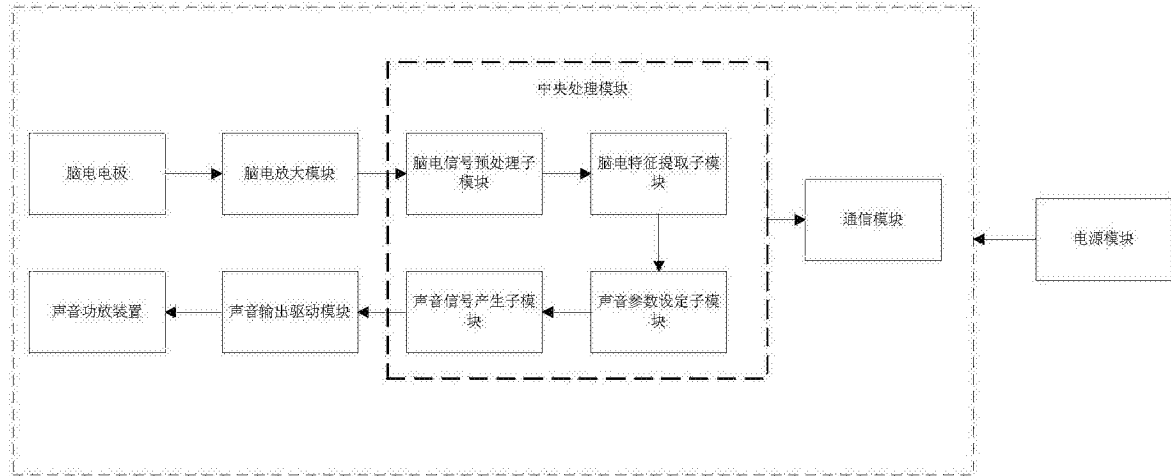 中央处理模块
脑电电极
脑电放大模块
脑电信号预处理子
模块
脑电特征提取子模
块
通信模块
电源模块
声音功放装置
声音输出驱动模块
声音信号产生子模
块
声音参数设定子模
块